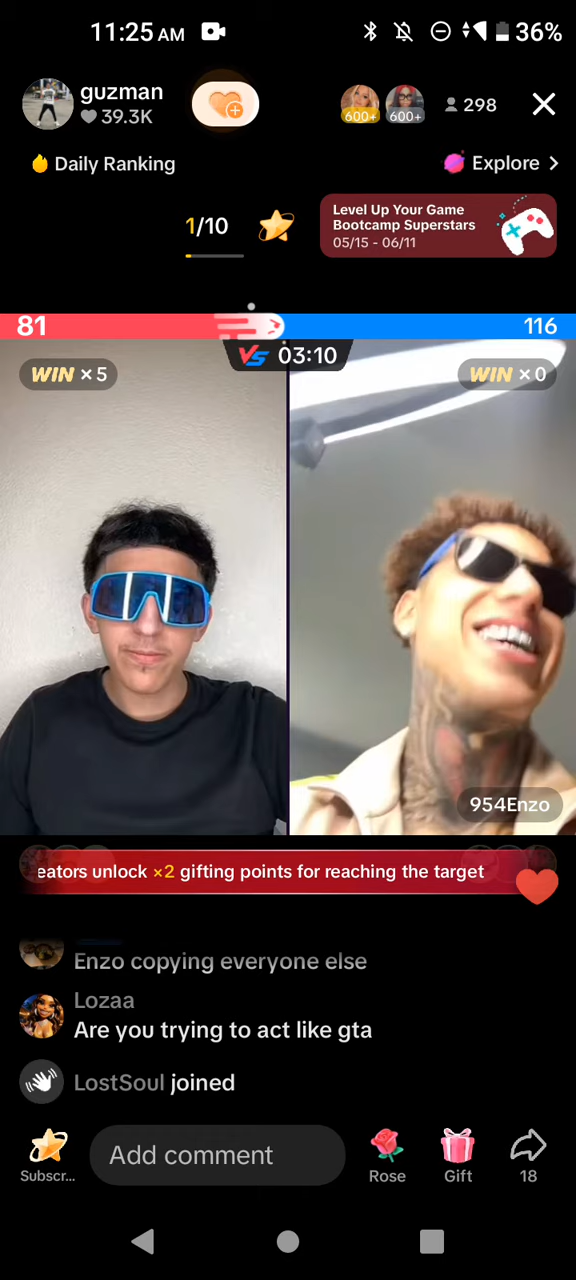 11:25 AM
36%
guzman
39.3K
600+
600+
298
Daily Ranking
Explore
1/10
Level Up Your Game
Bootcamp Superstars
05/15 - 06/11
81
116
WIN ×5
VS 03:10
WIN ×0
954Enzo
eators unlock ×2 gifting points for reaching the target
Enzo copying everyone else
Lozaa
Are you trying to act like gta
LostSoul joined
Add comment
Subscr...
Rose
Gift
18